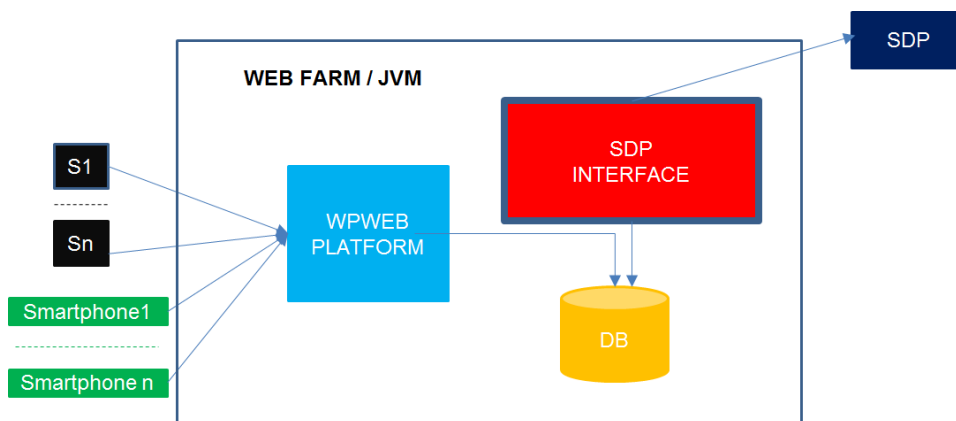 SDP
WEB FARM / JVM
SDP
INTERFACE
S1
WPWEB
PLATFORM
Sn
Smartphone1
DB
Smartphone n